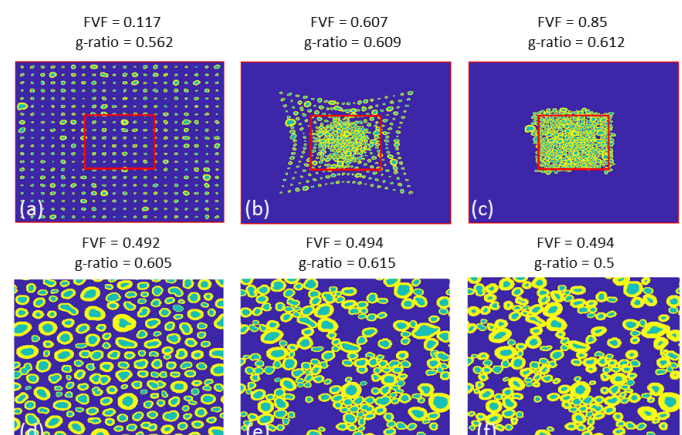 FVF = 0.117
g-ratio = 0.562
FVF = 0.607
g-ratio = 0.609
FVF = 0.85
g-ratio = 0.612
(a)
(b)
(c)
FVF = 0.492
g-ratio = 0.605
FVF = 0.494
g-ratio = 0.615
FVF = 0.494
g-ratio = 0.5
(d)
(e)
(f)